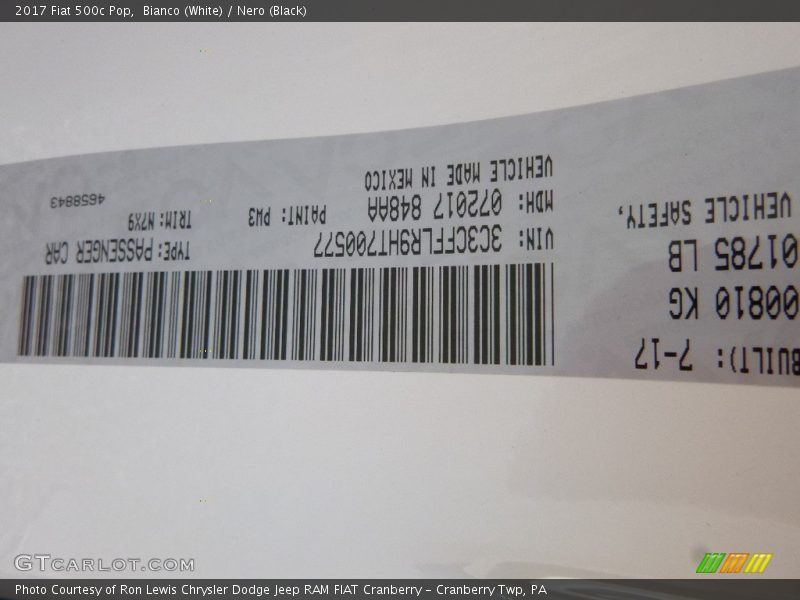 2017 Fiat 500c Pop, Bianco (White) / Nero (Black)
BUILT): 7-17
00810 KG
01785 LB
VEHICLE SAFETY,
VIN: 3C3CFFLR9HT700577
TYPE: PASSENGER CAR
MDH: 072017 848AA
PAINT: PW3
TRIM: N7X9
VEHICLE MADE IN MEXICO
4658843
GTCARLOT.COM
Photo Courtesy of Ron Lewis Chrysler Dodge Jeep RAM FIAT Cranberry – Cranberry Twp, PA